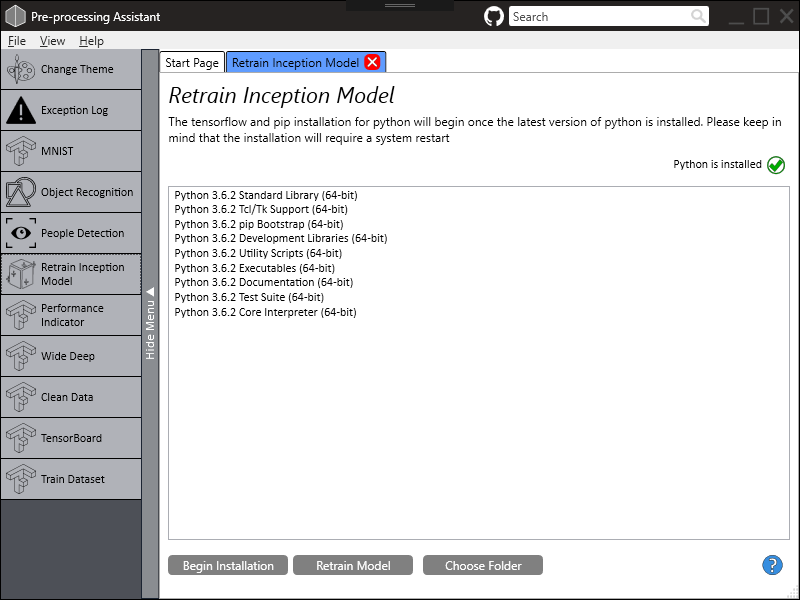 Pre-processing Assistant
Search
File View Help
Change Theme
Exception Log
MNIST
Object Recognition
People Detection
Retrain Inception
Model
Performance
Indicator
Wide Deep
Clean Data
TensorBoard
Train Dataset
Hide Menu
Start Page
Retrain Inception Model
Retrain Inception Model
The tensorflow and pip installation for python will begin once the latest version of python is installed. Please keep in
mind that the installation will require a system restart
Python is installed
Python 3.6.2 Standard Library (64-bit)
Python 3.6.2 Tcl/Tk Support (64-bit)
Python 3.6.2 pip Bootstrap (64-bit)
Python 3.6.2 Development Libraries (64-bit)
Python 3.6.2 Utility Scripts (64-bit)
Python 3.6.2 Executables (64-bit)
Python 3.6.2 Documentation (64-bit)
Python 3.6.2 Test Suite (64-bit)
Python 3.6.2 Core Interpreter (64-bit)
Begin Installation
Retrain Model
Choose Folder
?